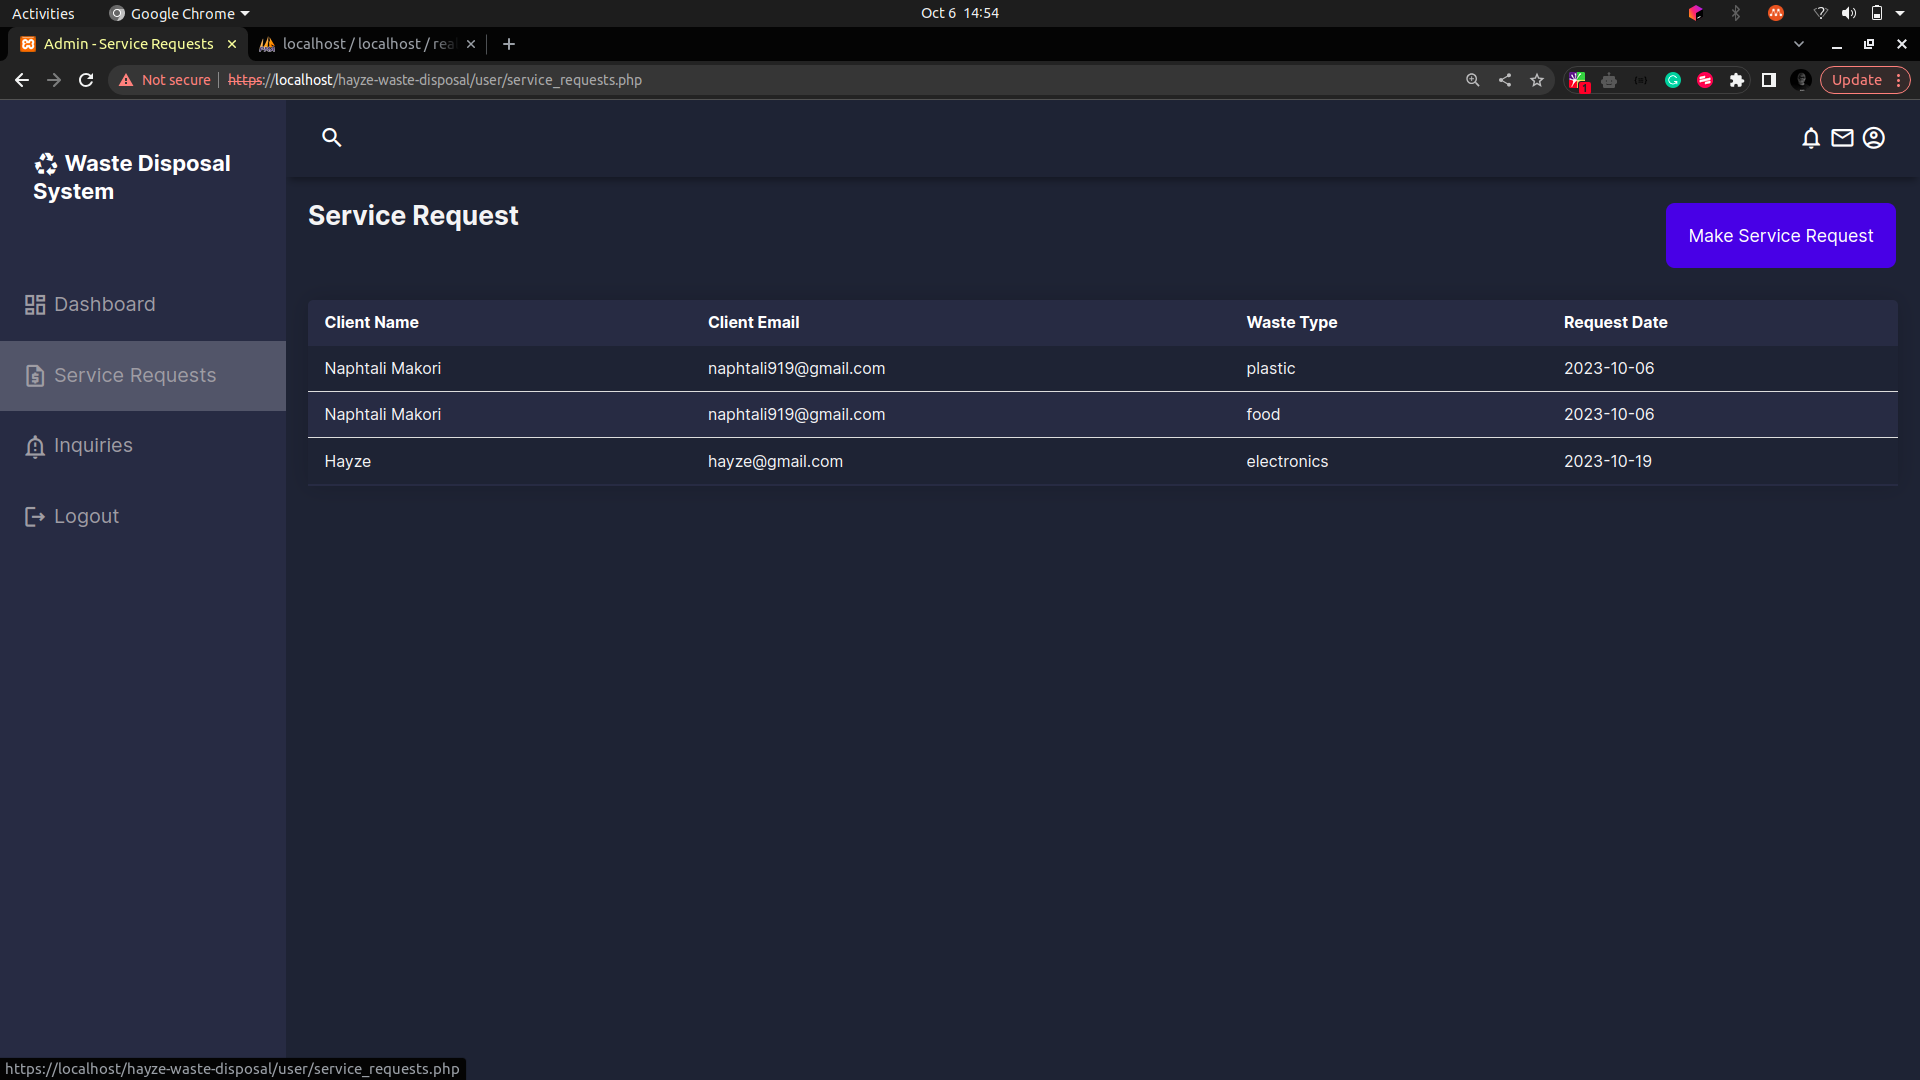 Activities
Google Chrome
Oct 6 14:54
Admin - Service Requests
localhost / localhost / rea
Not secure
https://localhost/hayze-waste-disposal/user/service_requests.php
1
Update
Waste Disposal
System
Service Request
Make Service Request
Dashboard
Service Requests
Inquiries
Logout
Client Name Client Email Waste Type Request Date
Naphtali Makori naphtali919@gmail.com plastic 2023-10-06
Naphtali Makori naphtali919@gmail.com food 2023-10-06
Hayze hayze@gmail.com electronics 2023-10-19
https://localhost/hayze-waste-disposal/user/service_requests.php